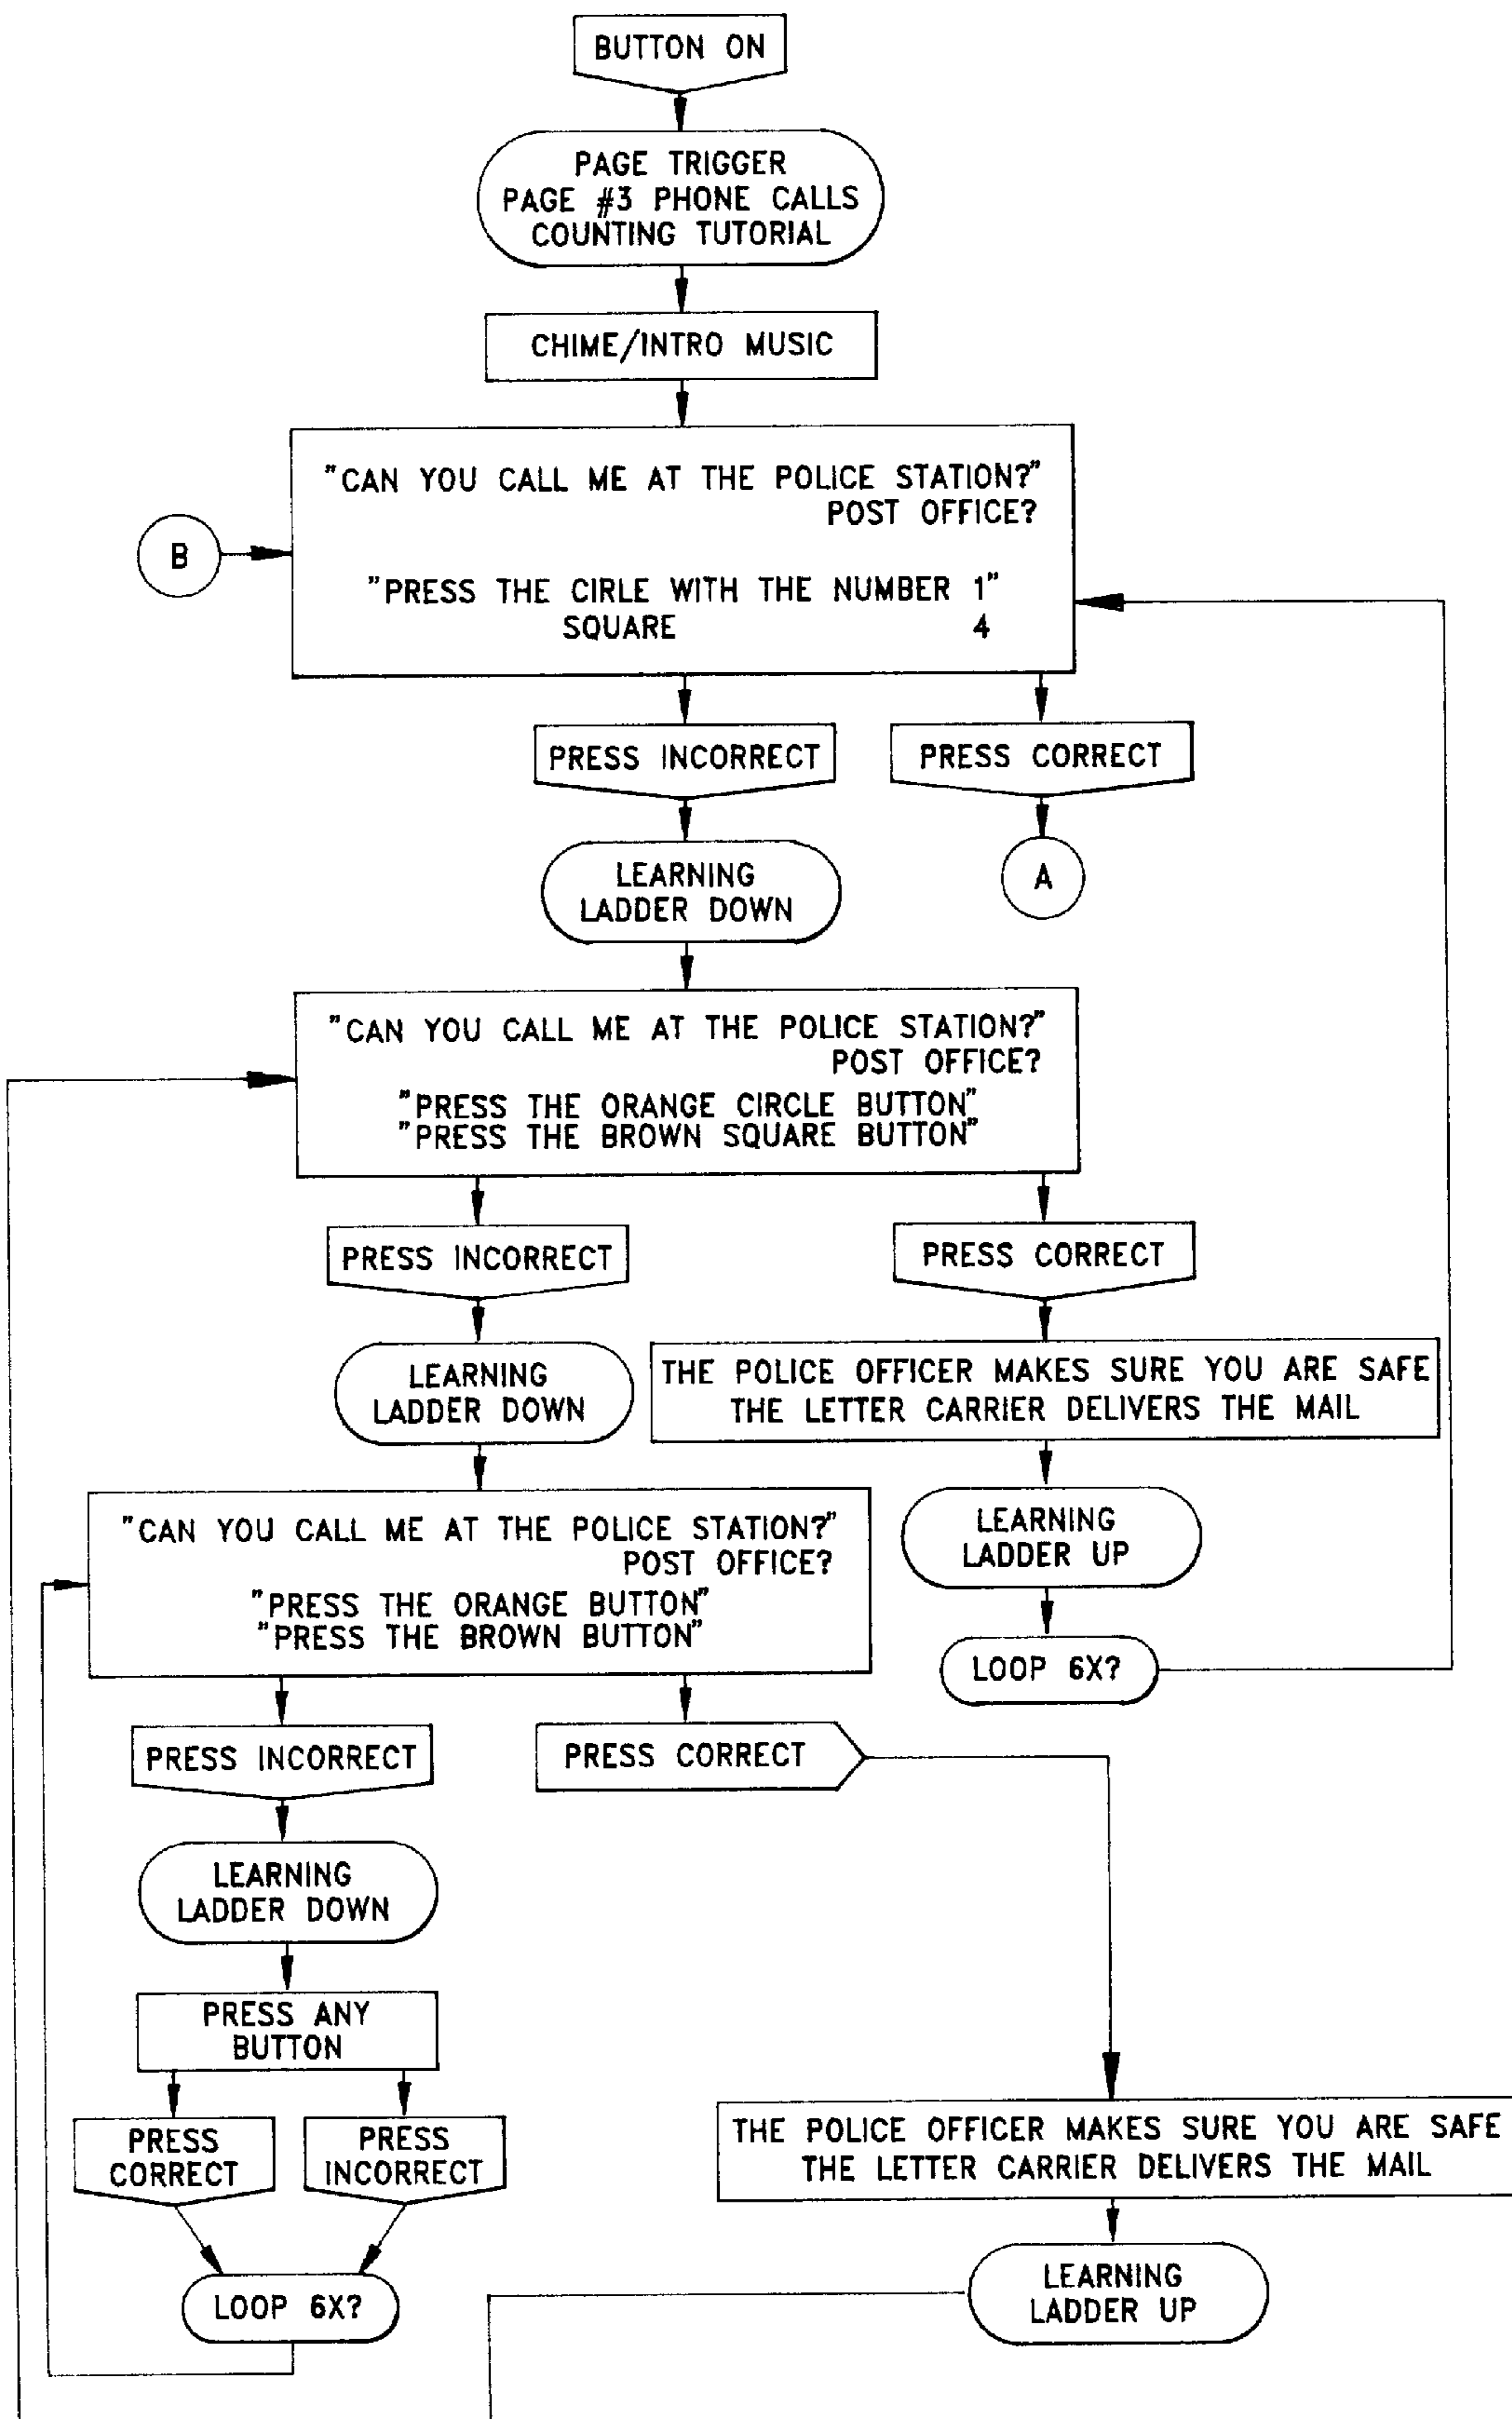 BUTTON ON
PAGE TRIGGER
PAGE #3 PHONE CALLS
COUNTING TUTORIAL
CHIME/INTRO MUSIC
"CAN YOU CALL ME AT THE POLICE STATION?"
POST OFFICE?
B
"PRESS THE CIRLE WITH THE NUMBER 1"
SQUARE 4
PRESS INCORRECT
PRESS CORRECT
LEARNING
LADDER DOWN
A
"CAN YOU CALL ME AT THE POLICE STATION?"
POST OFFICE?
"PRESS THE ORANGE CIRCLE BUTTON"
"PRESS THE BROWN SQUARE BUTTON"
PRESS INCORRECT
PRESS CORRECT
LEARNING
LADDER DOWN
THE POLICE OFFICER MAKES SURE YOU ARE SAFE
THE LETTER CARRIER DELIVERS THE MAIL
LEARNING
LADDER UP
LOOP 6X?
"CAN YOU CALL ME AT THE POLICE STATION?"
POST OFFICE?
"PRESS THE ORANGE BUTTON"
"PRESS THE BROWN BUTTON"
PRESS INCORRECT
PRESS CORRECT
LEARNING
LADDER DOWN
PRESS ANY
BUTTON
PRESS
CORRECT
PRESS
INCORRECT
LOOP 6X?
THE POLICE OFFICER MAKES SURE YOU ARE SAFE
THE LETTER CARRIER DELIVERS THE MAIL
LEARNING
LADDER UP